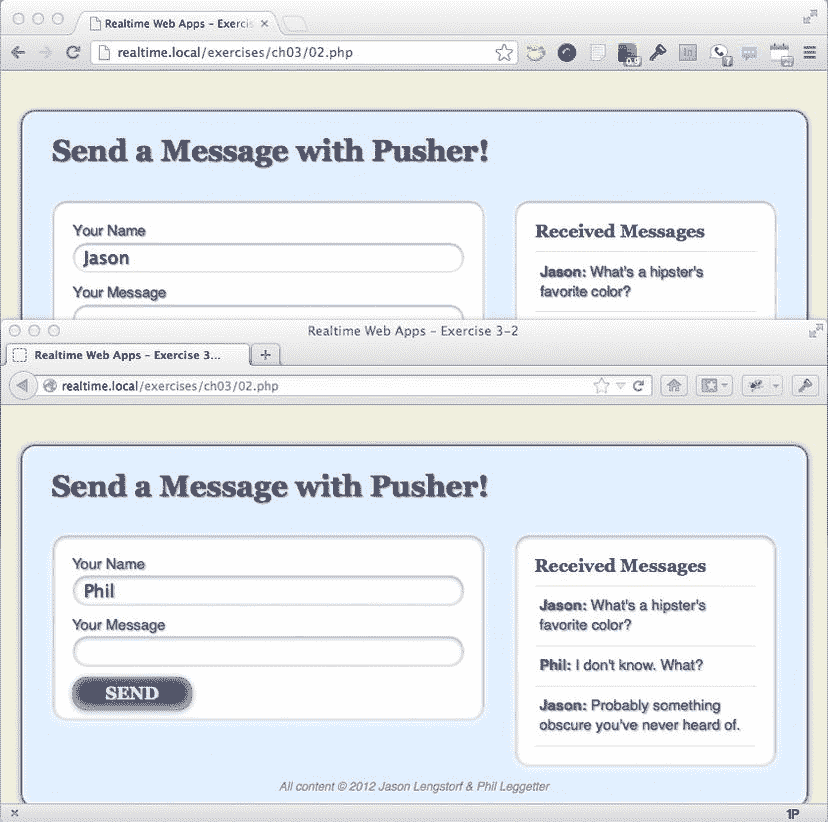 Realtime Web Apps – Exercis
realtime.local/exercises/ch03/02.php
Send a Message with Pusher!
Your Name
Jason
Your Message
Received Messages
Jason: What's a hipster's
favorite color?
Realtime Web Apps – Exercise 3-2
Realtime Web Apps – Exercise 3...
realtime.local/exercises/ch03/02.php
Send a Message with Pusher!
Your Name
Phil
Your Message
SEND
Received Messages
Jason: What's a hipster's
favorite color?
Phil: I don't know. What?
Jason: Probably something
obscure you've never heard of.
All content © 2012 Jason Lengstorf & Phil Leggetter
1P